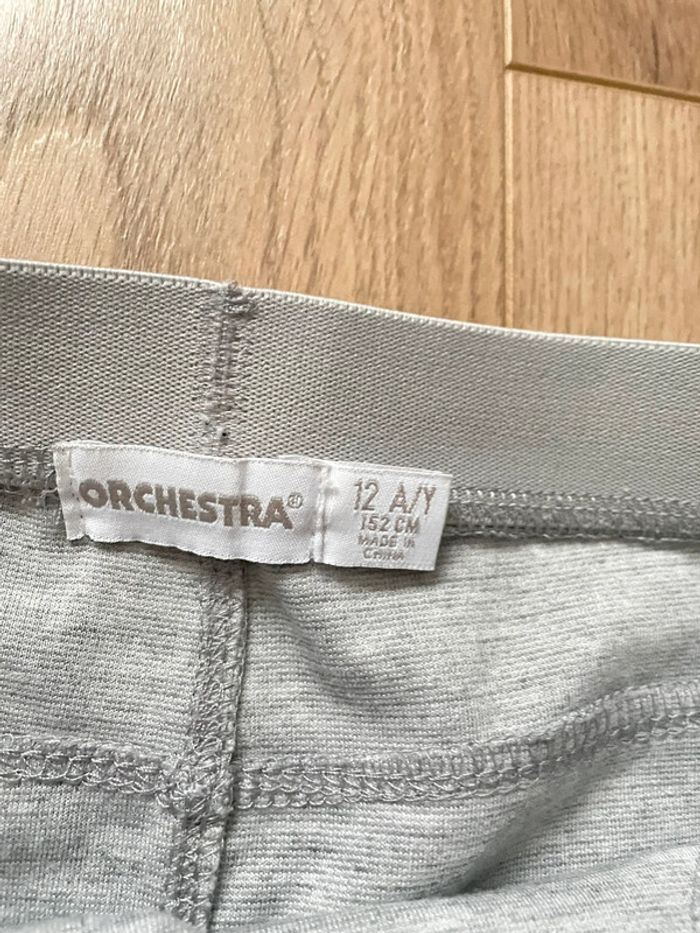 ORCHESTRA®
12 A/Y
152 CM
MADE IN
CHINA